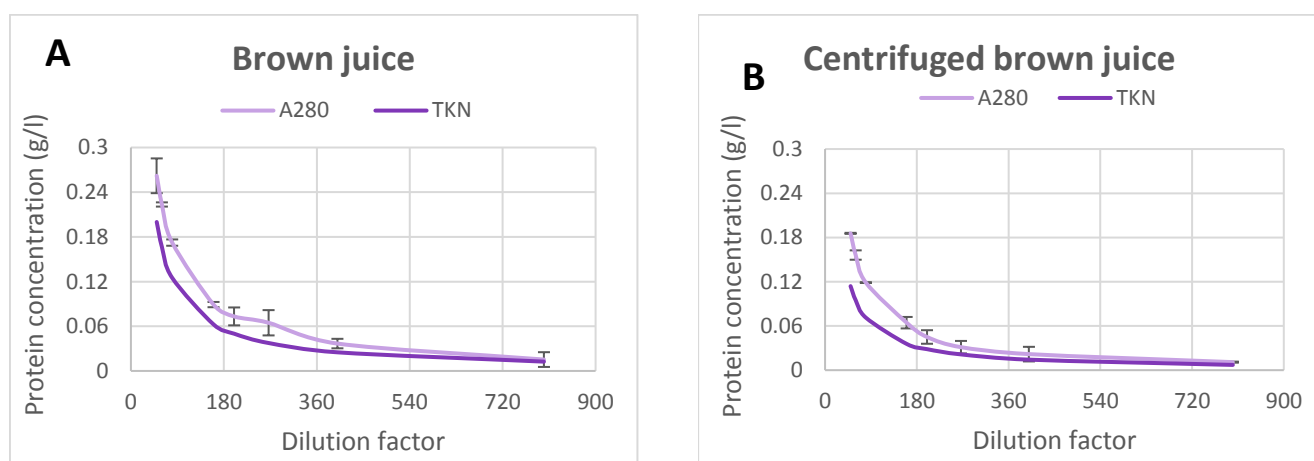 A
Brown juice
A280 TKN
Protein concentration (g/l)
0.3
0.24
0.18
0.12
0.06
0
0 180 360 540 720 900
Dilution factor
B
Centrifuged brown juice
A280 TKN
Protein concentration (g/l)
0.3
0.24
0.18
0.12
0.06
0
0 180 360 540 720 900
Dilution factor